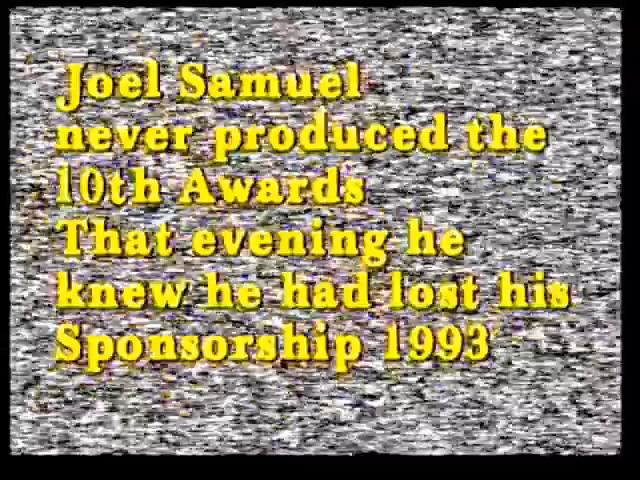 Joel Samuel
never produced the
10th Awards
That evening he
knew he had lost his
Sponsorship 1993